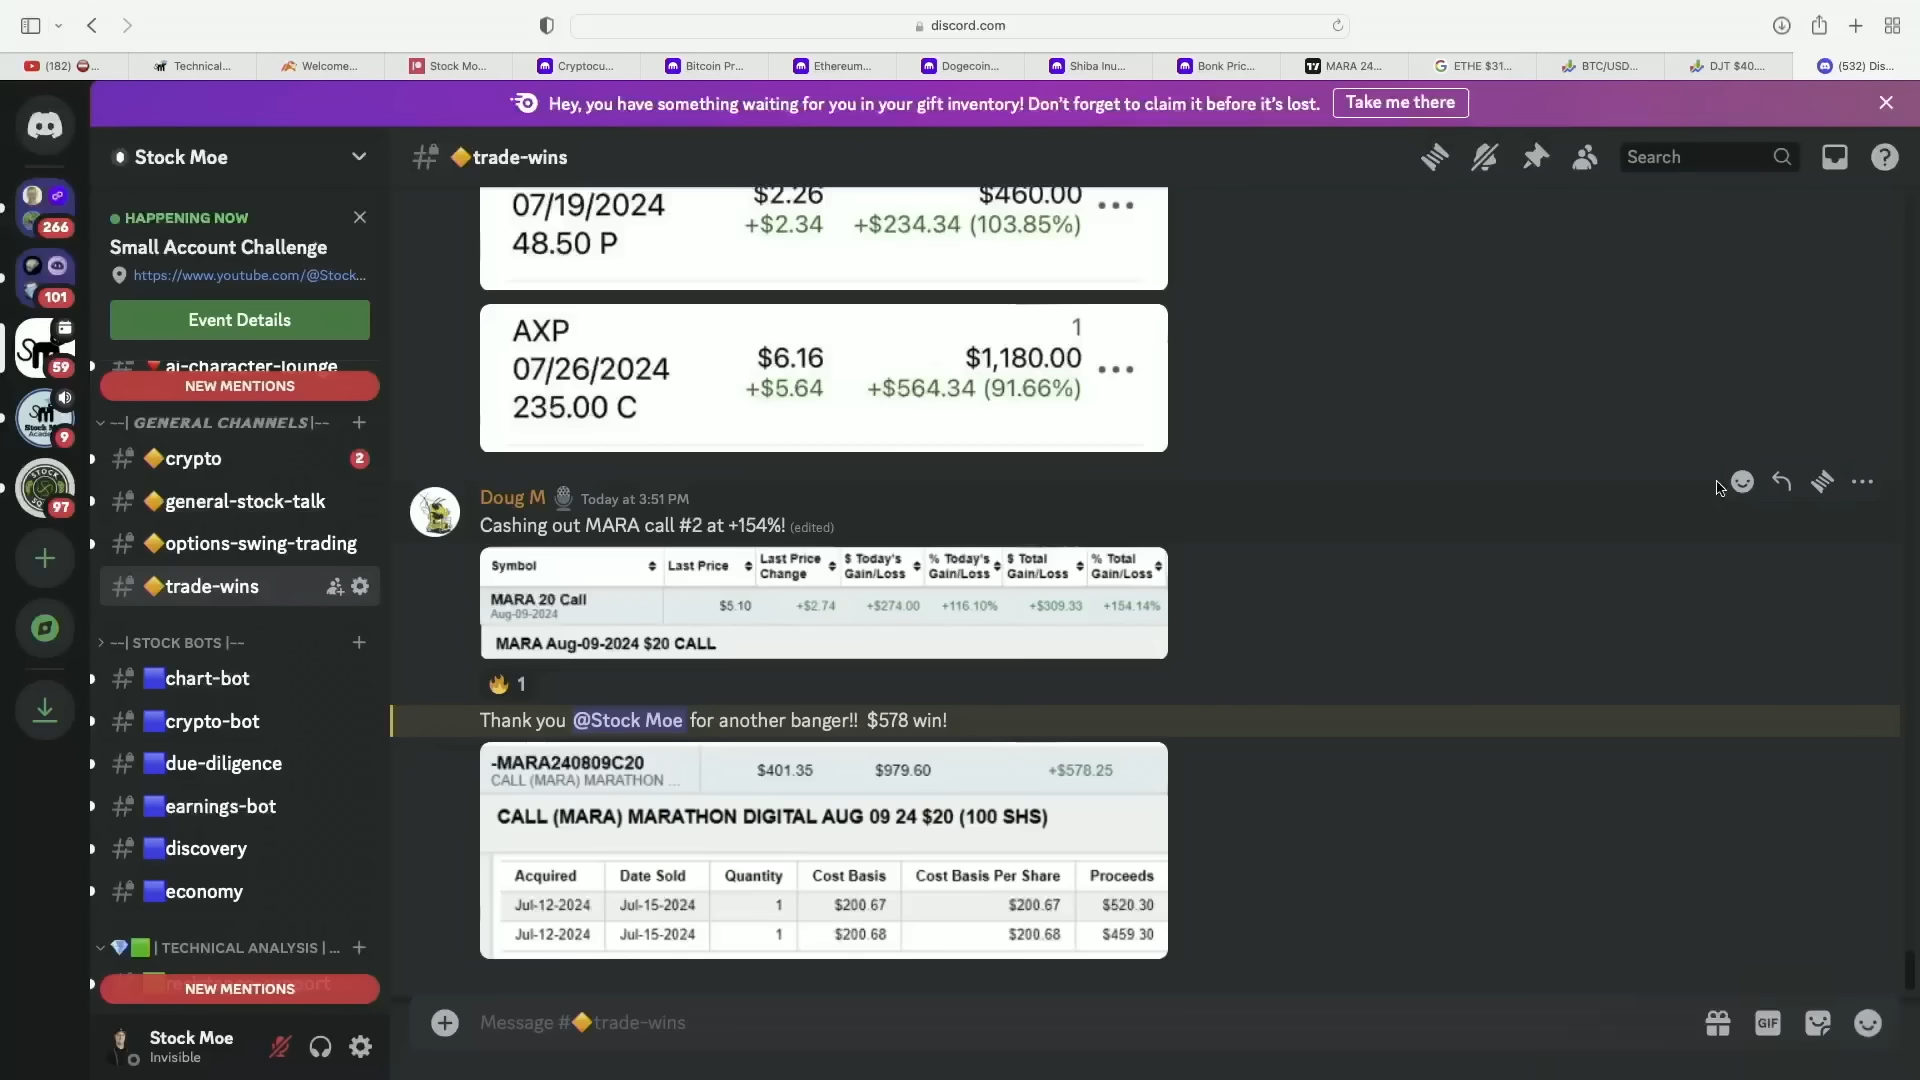 discord.com
(182)
Technical...
Welcome...
Stock Mo...
Cryptocu...
Bitcoin Pr...
Ethereum...
Dogecoin...
Shiba Inu...
Bonk Pric...
MARA 24...
ETHE $31...
BTC/USD...
DJT $40....
(532) Dis...
Hey, you have something waiting for you in your gift inventory! Don't forget to claim it before it's lost.
Take me there
Stock Moe
HAPPENING NOW
Small Account Challenge
https://www.youtube.com/@Stock...
Event Details
ai-character-lounge
NEW MENTIONS
--| GENERAL CHANNELS|--
crypto 2
general-stock-talk
options-swing-trading
trade-wins
--| STOCK BOTS |--
chart-bot
crypto-bot
due-diligence
earnings-bot
discovery
economy
| TECHNICAL ANALYSIS | ...
NEW MENTIONS
Stock Moe
Invisible
266
101
59
9
97
trade-wins
Search
07/19/2024 $2.26 $460.00
+$2.34 +$234.34 (103.85%)
48.50 P
AXP 1
07/26/2024 $6.16 $1,180.00
+$5.64 +$564.34 (91.66%)
235.00 C
Doug M Today at 3:51 PM
Cashing out MARA call #2 at +154%! (edited)
Symbol Last Price Last Price Change $ Today's Gain/Loss % Today's Gain/Loss $ Total Gain/Loss % Total Gain/Loss
MARA 20 Call $5.10 +$2.74 +$274.00 +116.10% +$309.33 +154.14%
Aug-09-2024
MARA Aug-09-2024 $20 CALL
1
Thank you @Stock Moe for another banger!! $578 win!
-MARA240809C20 $401.35 $979.60 +$578.25
CALL (MARA) MARATHON ...
CALL (MARA) MARATHON DIGITAL AUG 09 24 $20 (100 SHS)
Acquired Date Sold Quantity Cost Basis Cost Basis Per Share Proceeds
Jul-12-2024 Jul-15-2024 1 $200.67 $200.67 $520.30
Jul-12-2024 Jul-15-2024 1 $200.68 $200.68 $459.30
Message #trade-wins
GIF